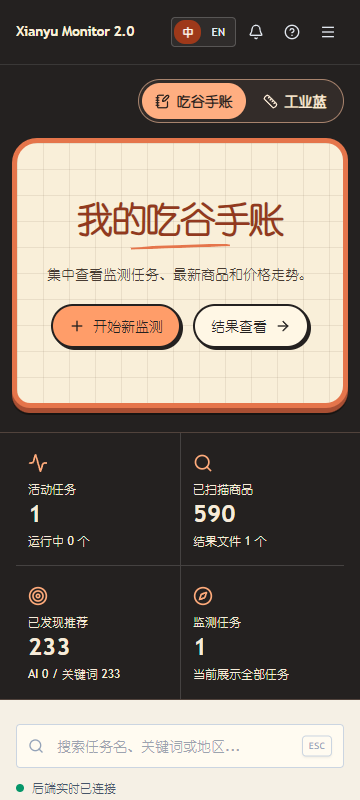 Xianyu Monitor 2.0
中 EN
吃谷手账 工业蓝
我的吃谷手账
集中查看监测任务、最新商品和价格走势。
开始新监测 结果查看
活动任务
1
运行中 0 个
已扫描商品
590
结果文件 1 个
已发现推荐
233
AI 0 / 关键词 233
监测任务
1
当前展示全部任务
搜索任务名、关键词或地区... ESC
后端实时已连接